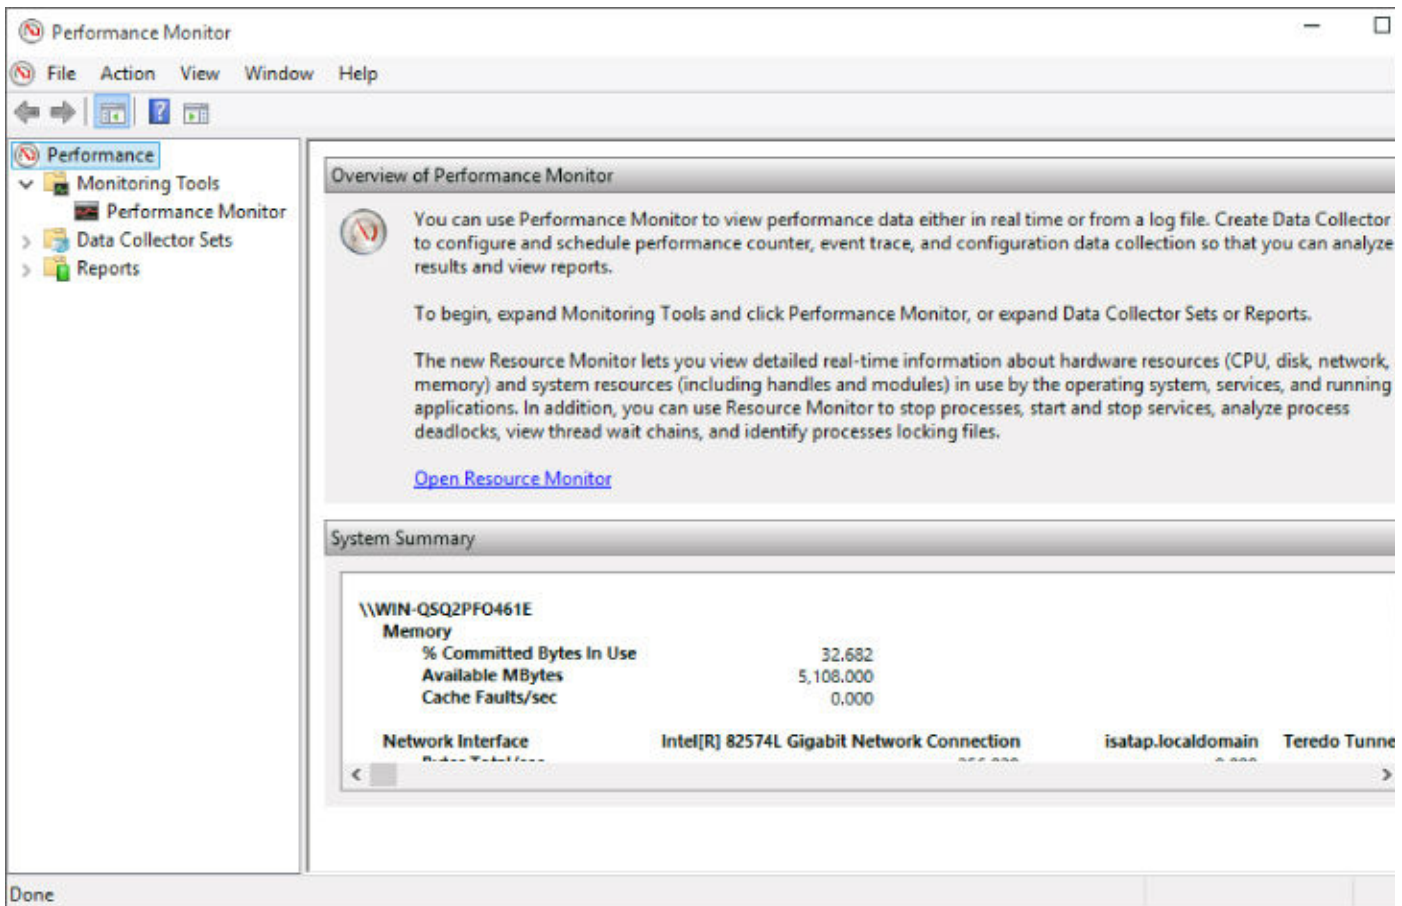 Performance Monitor
File Action View Window Help
Performance
Monitoring Tools
Performance Monitor
Data Collector Sets
Reports
Overview of Performance Monitor
You can use Performance Monitor to view performance data either in real time or from a log file. Create Data Collector
to configure and schedule performance counter, event trace, and configuration data collection so that you can analyze
results and view reports.
To begin, expand Monitoring Tools and click Performance Monitor, or expand Data Collector Sets or Reports.
The new Resource Monitor lets you view detailed real-time information about hardware resources (CPU, disk, network,
memory) and system resources (including handles and modules) in use by the operating system, services, and running
applications. In addition, you can use Resource Monitor to stop processes, start and stop services, analyze process
deadlocks, view thread wait chains, and identify processes locking files.
Open Resource Monitor
System Summary
\\WIN-QSQ2PFO461E
Memory
% Committed Bytes In Use 32.682
Available MBytes 5,108.000
Cache Faults/sec 0.000
Network Interface Intel[R] 82574L Gigabit Network Connection isatap.localdomain Teredo Tunne
Done